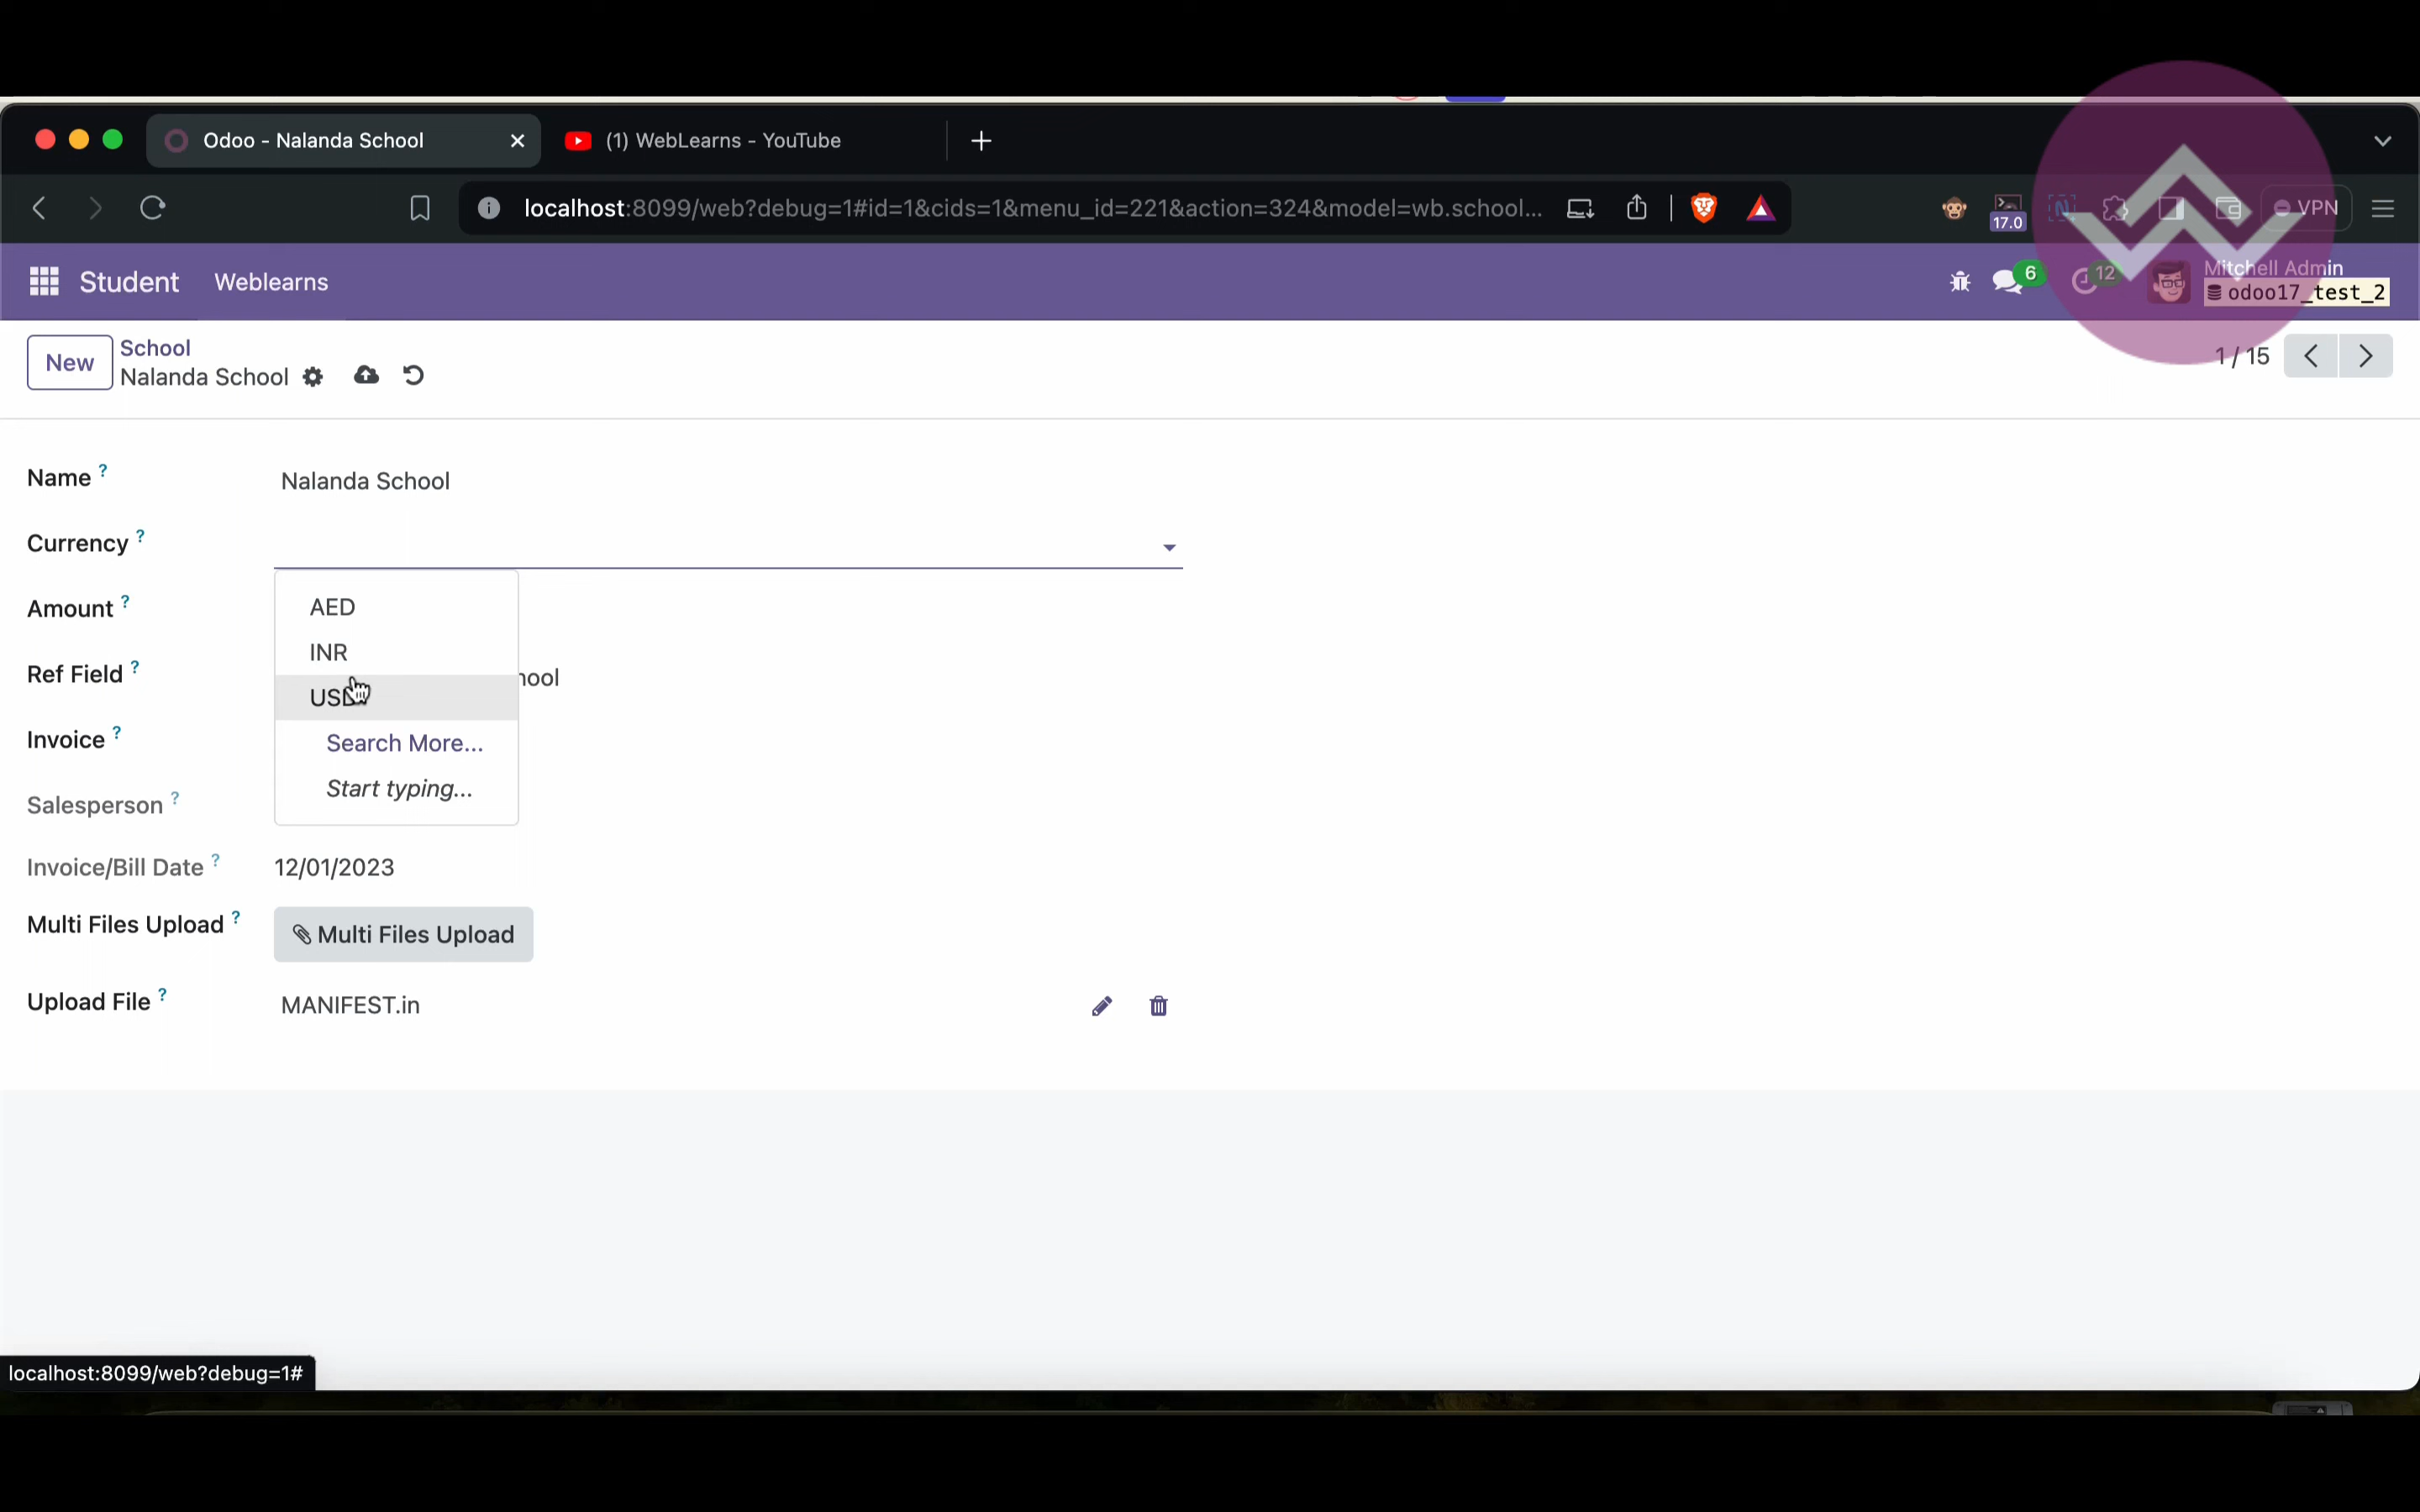 Odoo - Nalanda School
(1) WebLearns - YouTube
localhost:8099/web?debug=1#id=1&cids=1&menu_id=221&action=324&model=wb.school...
17.0
VPN
Student
Weblearns
6
12
Mitchell Admin
odoo17_test_2
New
School
Nalanda School
1 / 15
Name ?
Nalanda School
Currency ?
Amount ?
AED
INR
Ref Field ?
USD
Invoice ?
Search More...
Salesperson ?
Start typing...
Invoice/Bill Date ?
12/01/2023
Multi Files Upload ?
Multi Files Upload
Upload File ?
MANIFEST.in
localhost:8099/web?debug=1#